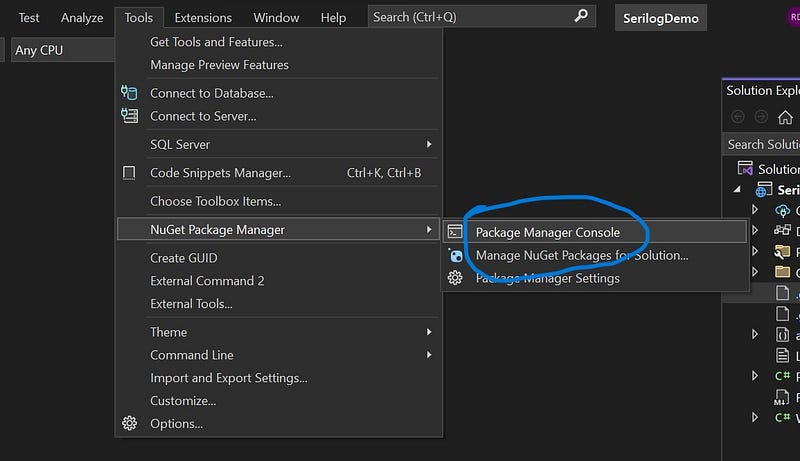 Test Analyze Tools Extensions Window Help Search (Ctrl+Q) SerilogDemo RD
Any CPU
Get Tools and Features...
Manage Preview Features
Connect to Database...
Connect to Server...
SQL Server
Code Snippets Manager... Ctrl+K, Ctrl+B
Choose Toolbox Items...
NuGet Package Manager
Create GUID
External Command 2
External Tools...
Theme
Command Line
Import and Export Settings...
Customize...
Options...
Package Manager Console
Manage NuGet Packages for Solution...
Package Manager Settings
Solution Explo
Search Solutio
Solution
Seri
C#
C#